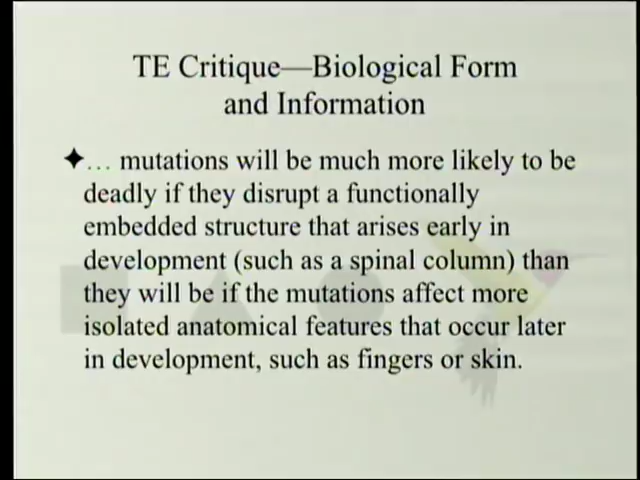 TE Critique—Biological Form
and Information
… mutations will be much more likely to be
deadly if they disrupt a functionally
embedded structure that arises early in
development (such as a spinal column) than
they will be if the mutations affect more
isolated anatomical features that occur later
in development, such as fingers or skin.